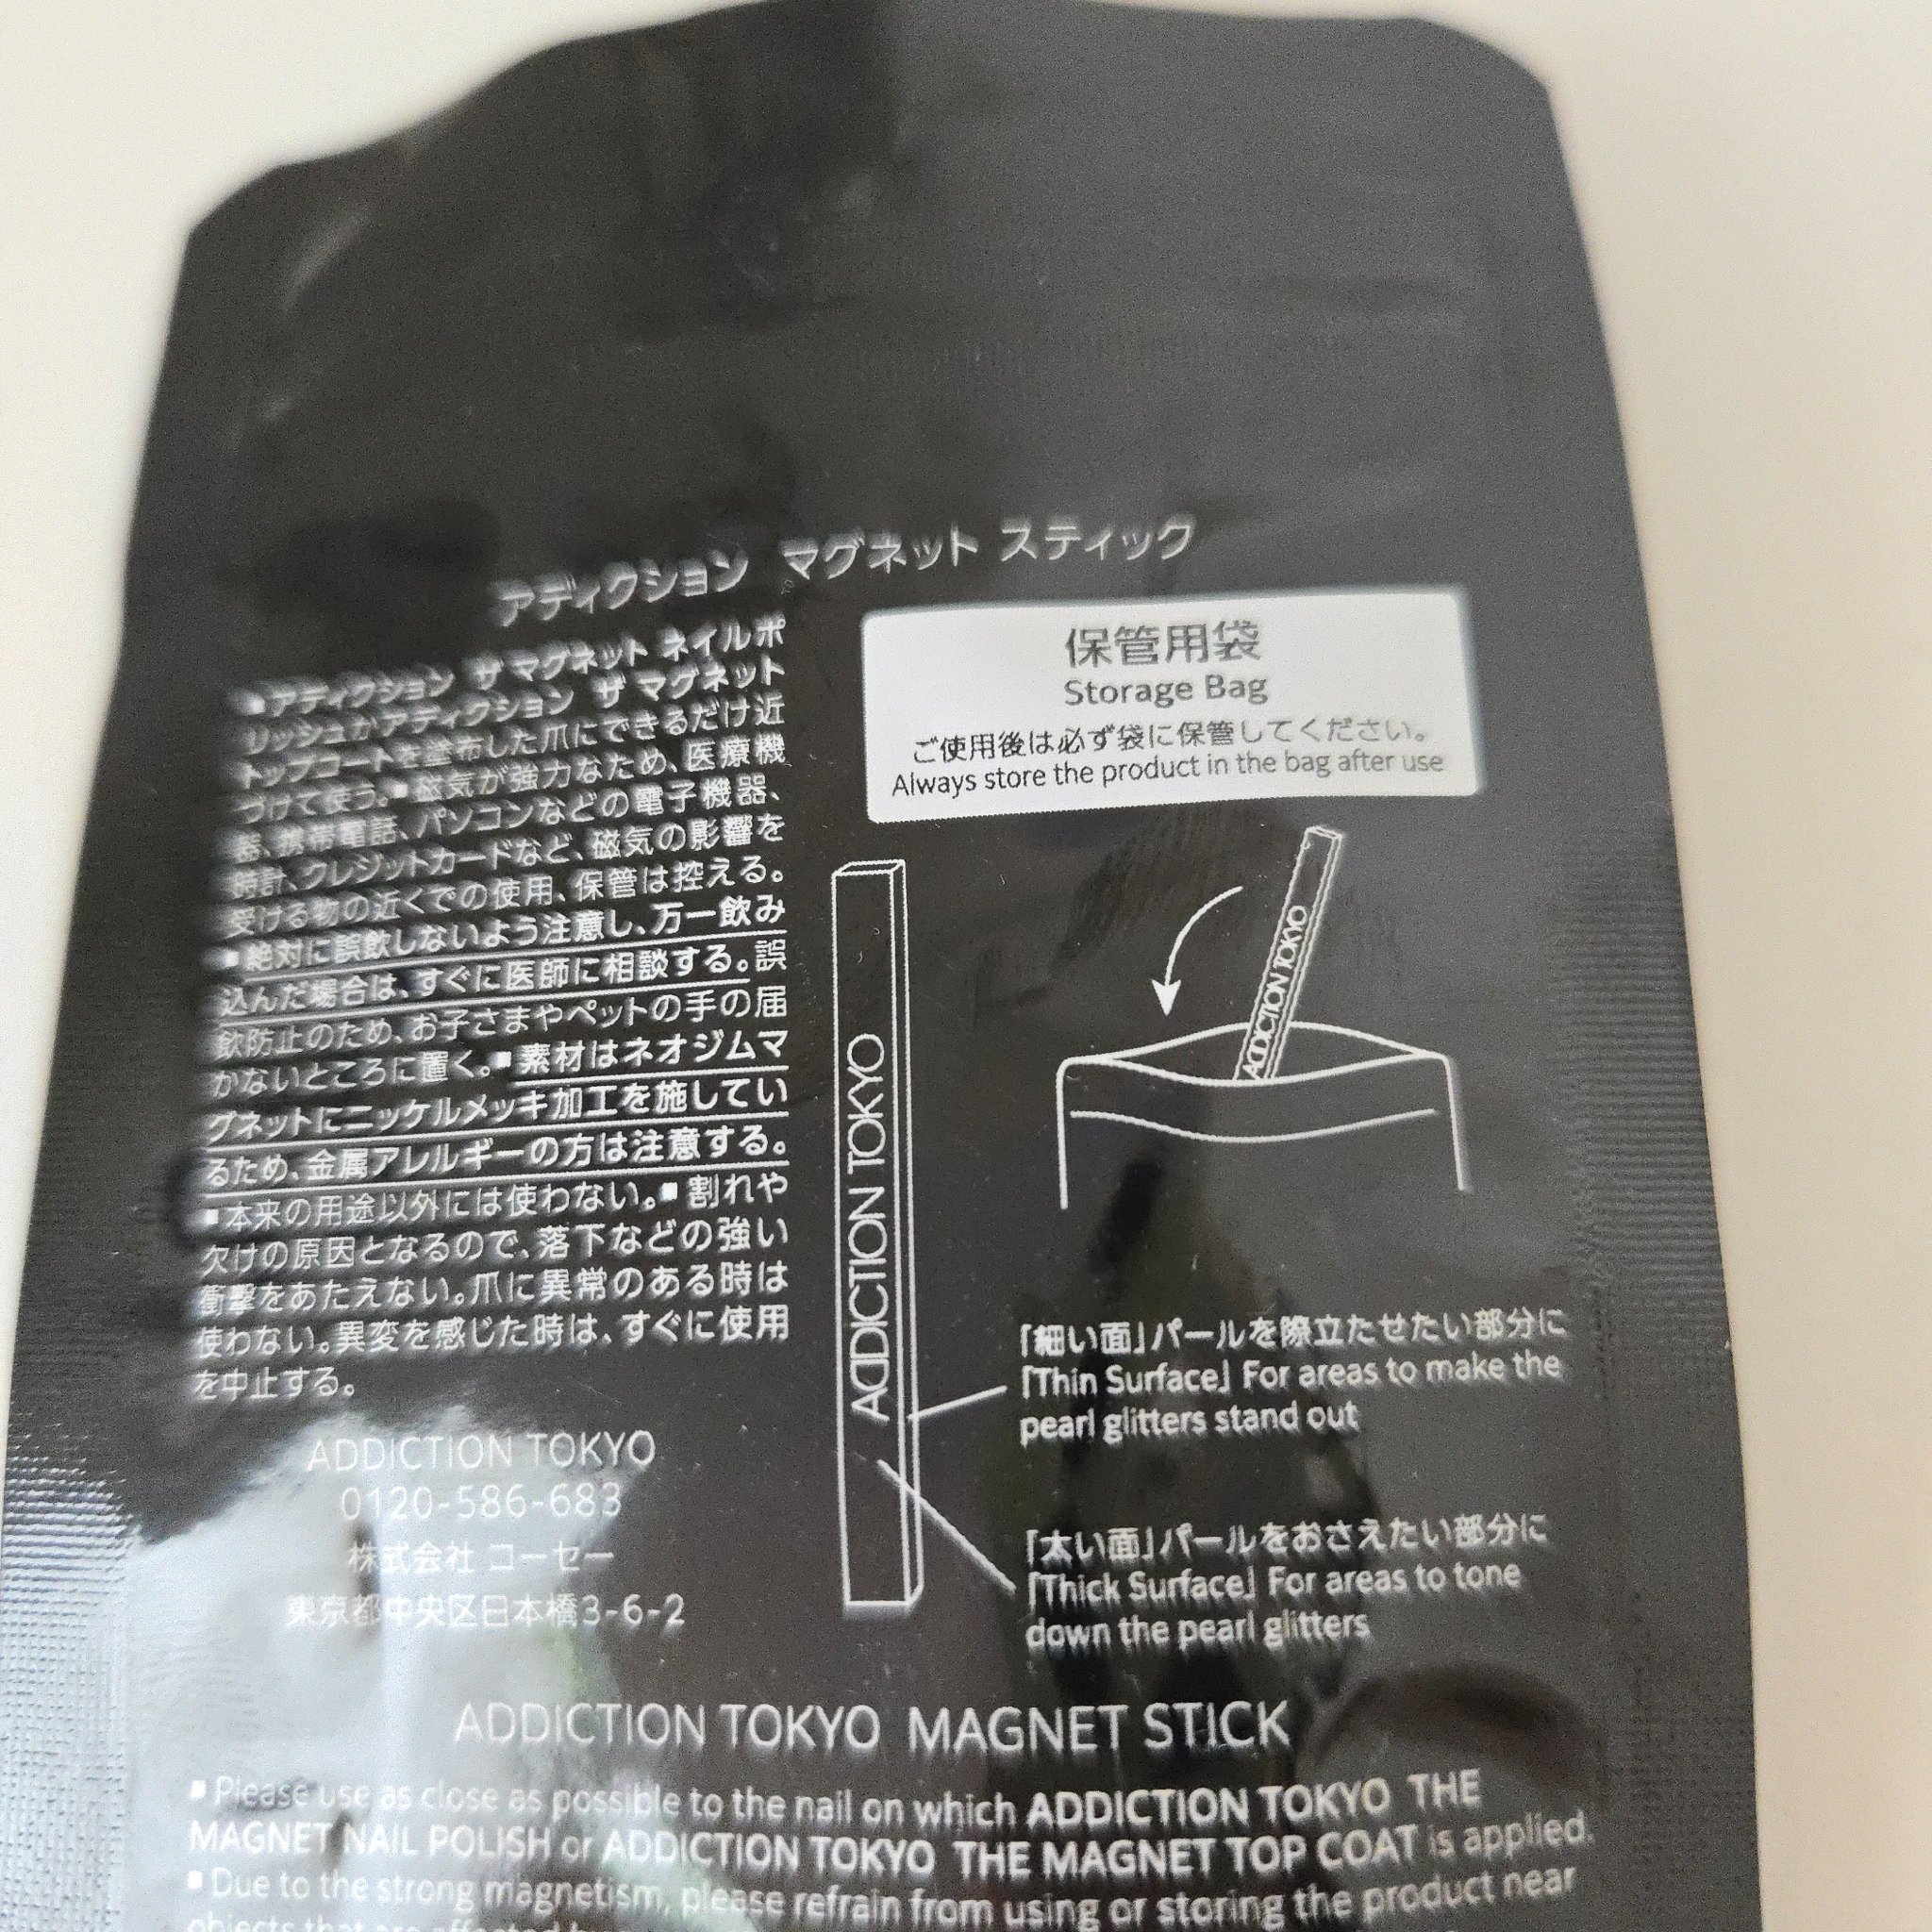 アディクション マグネット スティック
■アディクション ザ マグネット ネイルポ
リッシュかアディクション ザ マグネット
トップコートを塗布した爪にできるだけ近
づけて使う。■磁気が強力なため、医療機
器、携帯電話、パソコンなどの電子機器、
時計、クレジットカードなど、磁気の影響を
受ける物の近くでの使用、保管は控える。
■絶対に誤飲しないよう注意し、万一飲み
込んだ場合は、すぐに医師に相談する。誤
飲防止のため、お子さまやペットの手の届
かないところに置く。■素材はネオジムマ
グネットにニッケルメッキ加工を施してい
るため、金属アレルギーの方は注意する。
■本来の用途以外には使わない。■割れや
欠けの原因となるので、落下などの強い
衝撃をあたえない。爪に異常のある時は
使わない。異変を感じた時は、すぐに使用
を中止する。
ADDICTION TOKYO
0120-586-683
株式会社 コーセー
東京都中央区日本橋3-6-2
保管用袋
Storage Bag
ご使用後は必ず袋に保管してください。
Always store the product in the bag after use
ADDICTION TOKYO
ADDICTION TOKYO
「細い面」パールを際立たせたい部分に
「Thin Surface」 For areas to make the
pearl glitters stand out
「太い面」パールをおさえたい部分に
「Thick Surface」 For areas to tone
down the pearl glitters
ADDICTION TOKYO MAGNET STICK
■Please use as close as possible to the nail on which ADDICTION TOKYO THE
MAGNET NAIL POLISH or ADDICTION TOKYO THE MAGNET TOP COAT is applied.
■Due to the strong magnetism, please refrain from using or storing the product near
objects that are affected